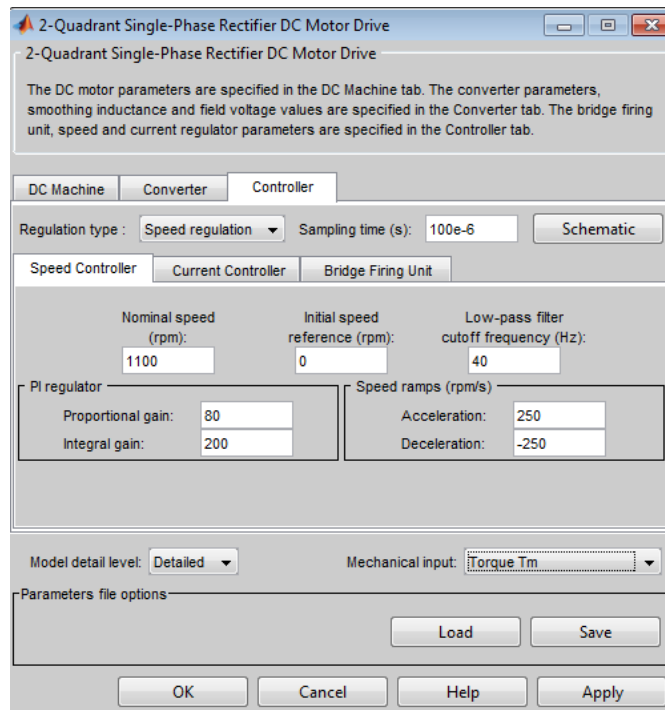 2-Quadrant Single-Phase Rectifier DC Motor Drive
2-Quadrant Single-Phase Rectifier DC Motor Drive
The DC motor parameters are specified in the DC Machine tab. The converter parameters,
smoothing inductance and field voltage values are specified in the Converter tab. The bridge firing
unit, speed and current regulator parameters are specified in the Controller tab.
DC Machine Converter Controller
Regulation type : Speed regulation Sampling time (s): 100e-6 Schematic
Speed Controller Current Controller Bridge Firing Unit
Nominal speed Initial speed Low-pass filter
(rpm): reference (rpm): cutoff frequency (Hz):
1100 0 40
PI regulator Speed ramps (rpm/s)
Proportional gain: 80 Acceleration: 250
Integral gain: 200 Deceleration: -250
Model detail level: Detailed Mechanical input: Torque Tm
Parameters file options
Load Save
OK Cancel Help Apply